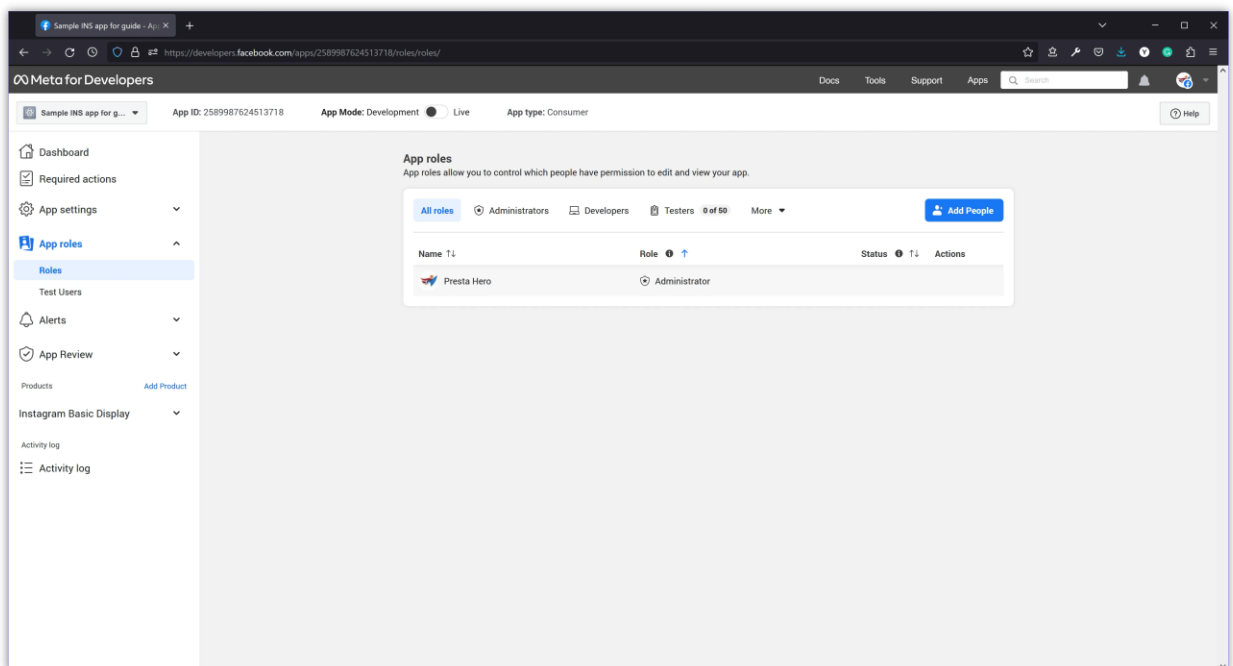 Sample INS app for guide - Ap
https://developers.facebook.com/apps/2589987624513718/roles/roles/
Meta for Developers
Docs Tools Support Apps Search
Sample INS app for g... App ID: 2589987624513718 App Mode: Development Live App type: Consumer Help
Dashboard
Required actions
App settings
App roles
Roles
Test Users
Alerts
App Review
Products Add Product
Instagram Basic Display
Activity log
Activity log
App roles
App roles allow you to control which people have permission to edit and view your app.
All roles Administrators Developers Testers 0 of 50 More Add People
Name Role Status Actions
Presta Hero Administrator